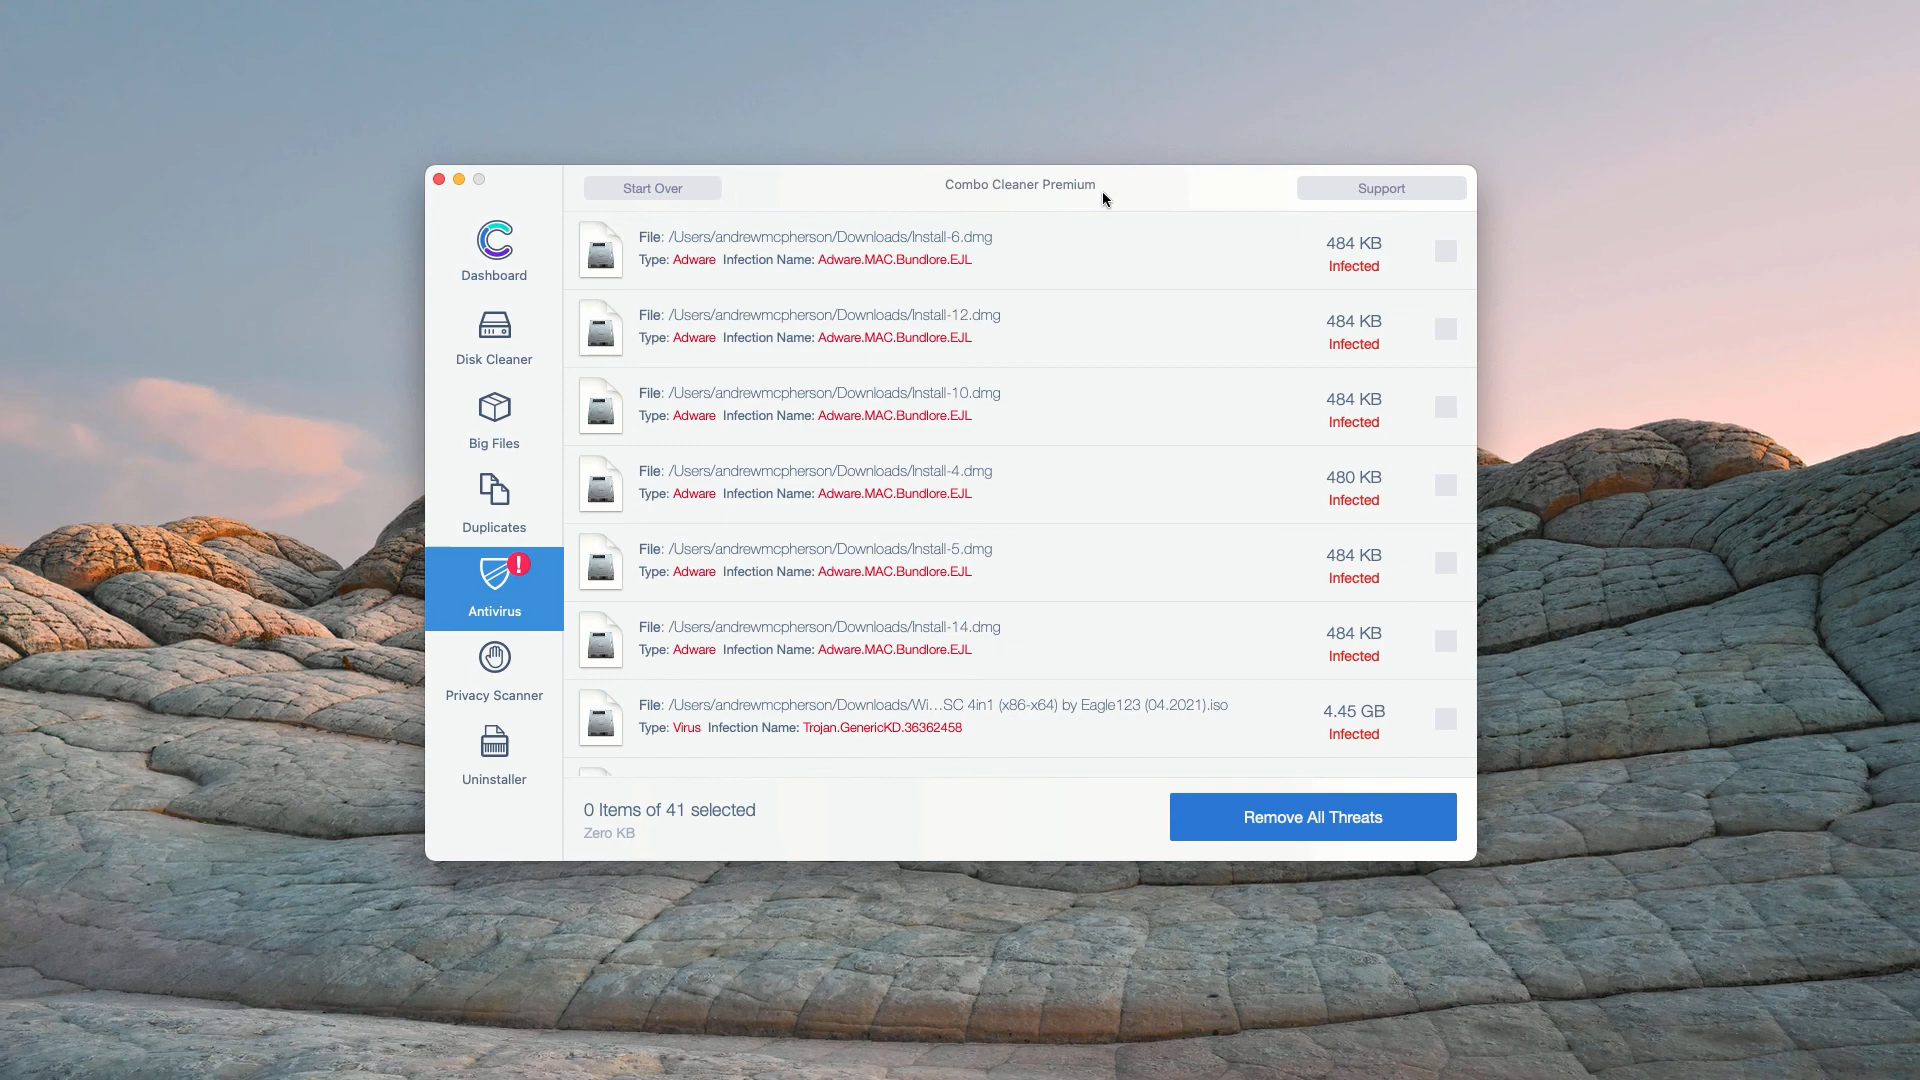 Start Over
Combo Cleaner Premium
Support
Dashboard
Disk Cleaner
Big Files
Duplicates
Antivirus
Privacy Scanner
Uninstaller
File: /Users/andrewmcpherson/Downloads/Install-6.dmg
Type: Adware Infection Name: Adware.MAC.Bundlore.EJL
484 KB
Infected
File: /Users/andrewmcpherson/Downloads/Install-12.dmg
Type: Adware Infection Name: Adware.MAC.Bundlore.EJL
484 KB
Infected
File: /Users/andrewmcpherson/Downloads/Install-10.dmg
Type: Adware Infection Name: Adware.MAC.Bundlore.EJL
484 KB
Infected
File: /Users/andrewmcpherson/Downloads/Install-4.dmg
Type: Adware Infection Name: Adware.MAC.Bundlore.EJL
480 KB
Infected
File: /Users/andrewmcpherson/Downloads/Install-5.dmg
Type: Adware Infection Name: Adware.MAC.Bundlore.EJL
484 KB
Infected
File: /Users/andrewmcpherson/Downloads/Install-14.dmg
Type: Adware Infection Name: Adware.MAC.Bundlore.EJL
484 KB
Infected
File: /Users/andrewmcpherson/Downloads/Wi...SC 4in1 (x86-x64) by Eagle123 (04.2021).iso
Type: Virus Infection Name: Trojan.GenericKD.36362458
4.45 GB
Infected
0 Items of 41 selected
Zero KB
Remove All Threats